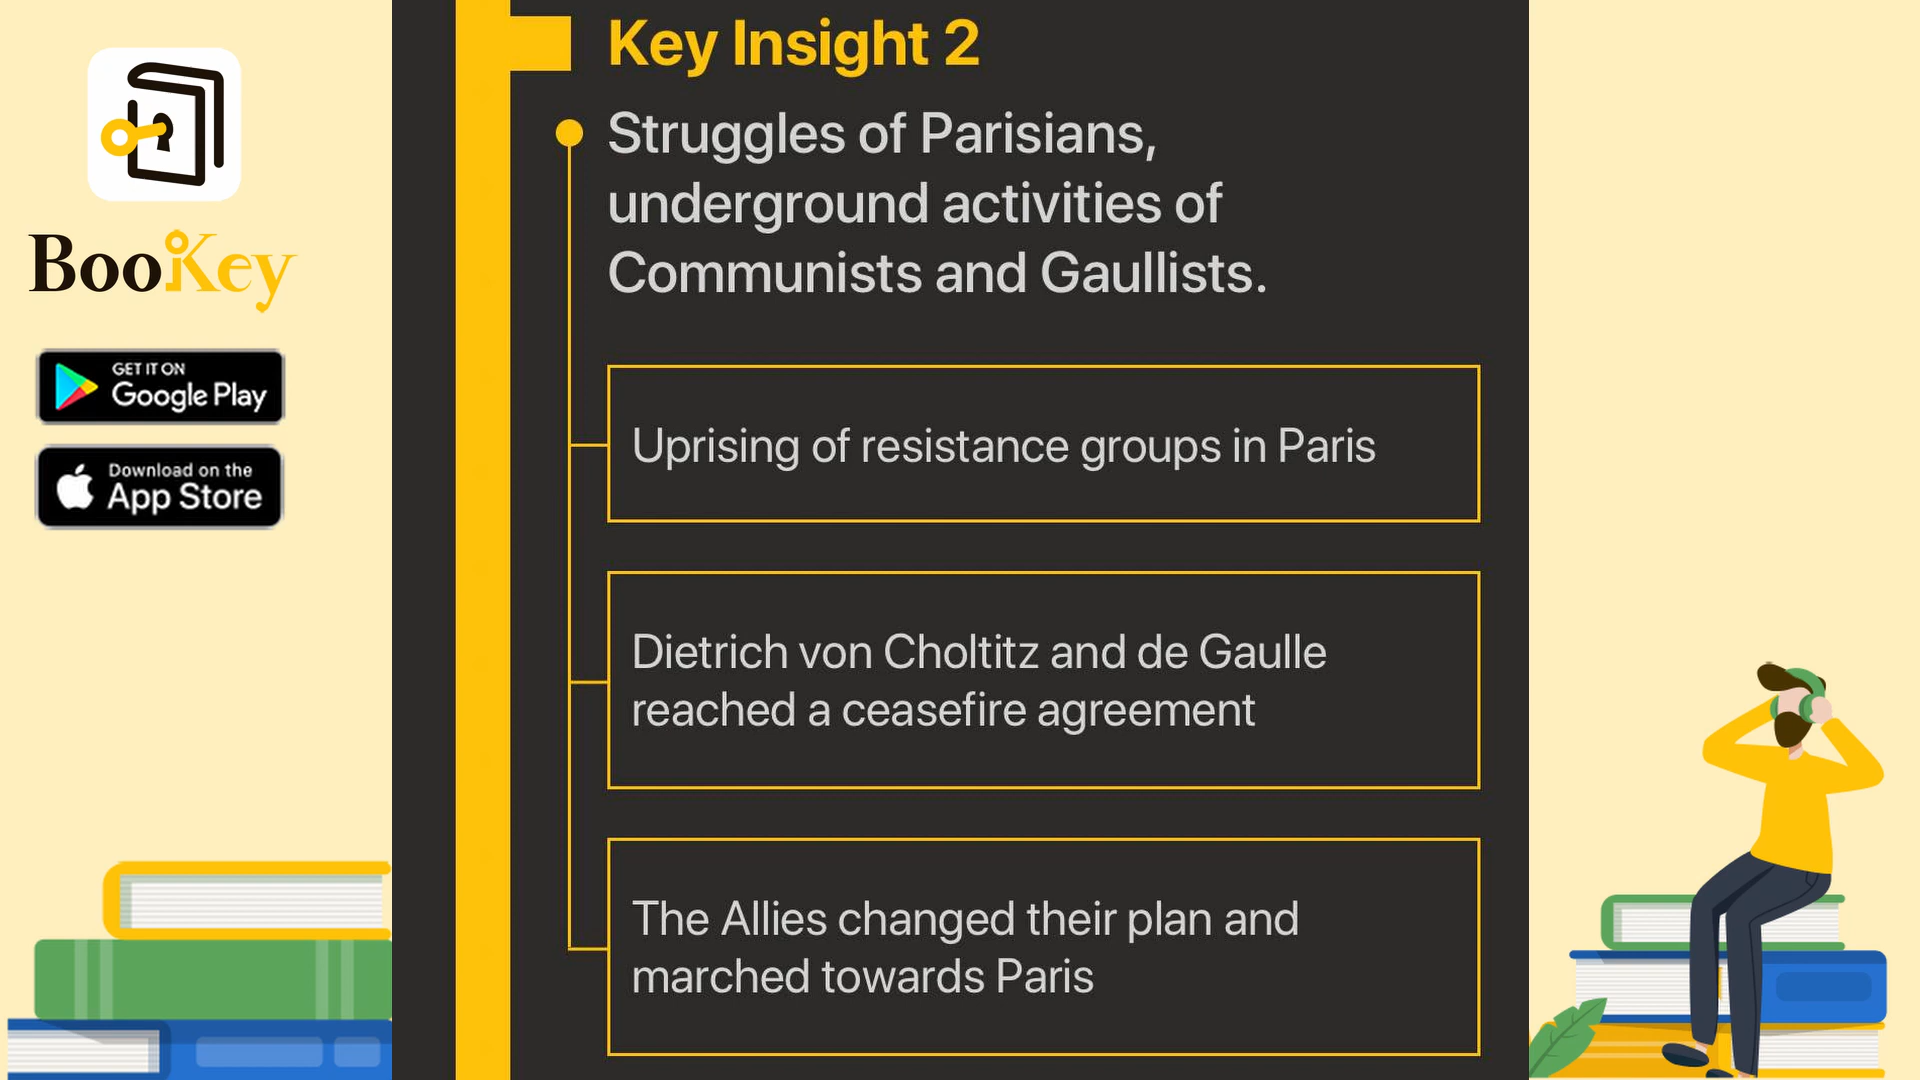 BooKey
GET IT ON
Google Play
Download on the
App Store
Key Insight 2
Struggles of Parisians,
underground activities of
Communists and Gaullists.
Uprising of resistance groups in Paris
Dietrich von Choltitz and de Gaulle
reached a ceasefire agreement
The Allies changed their plan and
marched towards Paris